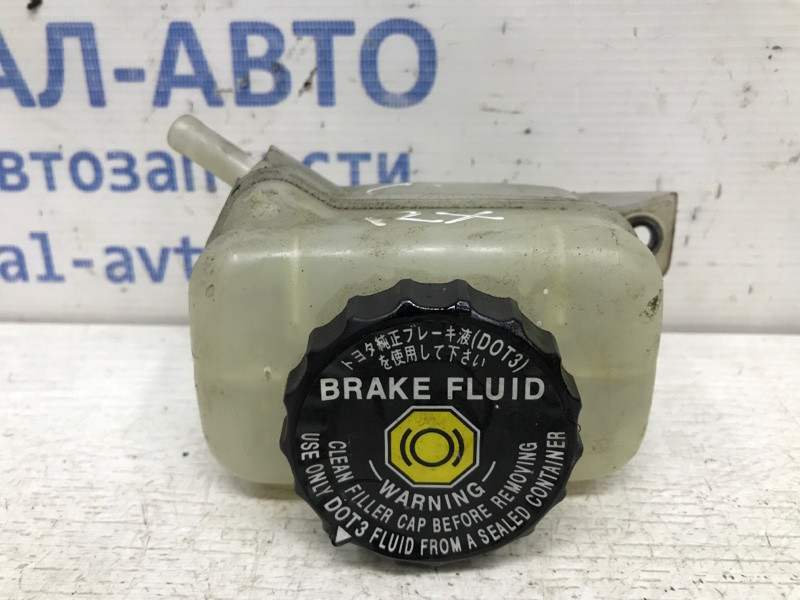 АЛ-АВТО
автозапчасти
al-avt
トヨタ純正ブレーキ液(DOT3)
を使用して下さい
BRAKE FLUID
WARNING
CLEAN FILLER CAP BEFORE REMOVING
USE ONLY DOT3 FLUID FROM A SEALED CONTAINER